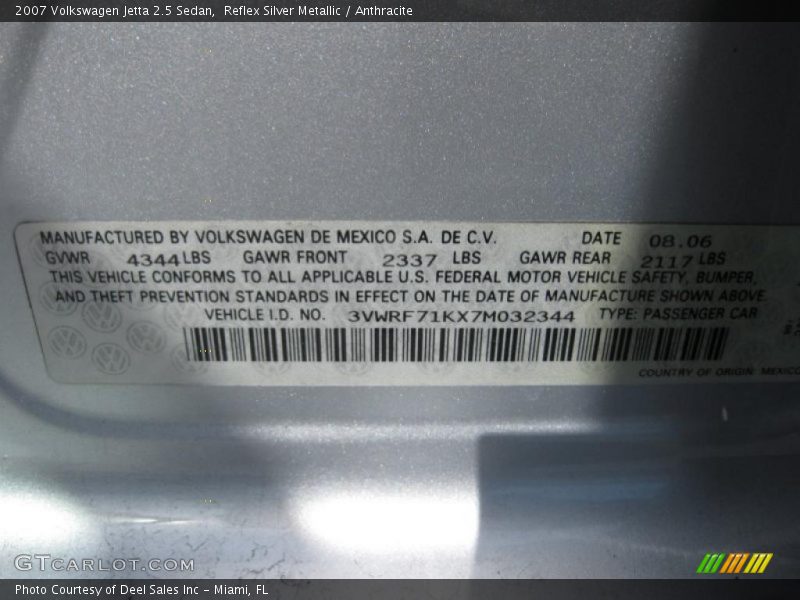 2007 Volkswagen Jetta 2.5 Sedan, Reflex Silver Metallic / Anthracite
MANUFACTURED BY VOLKSWAGEN DE MEXICO S.A. DE C.V. DATE 08.06
GVWR 4344 LBS GAWR FRONT 2337 LBS GAWR REAR 2117 LBS
THIS VEHICLE CONFORMS TO ALL APPLICABLE U.S. FEDERAL MOTOR VEHICLE SAFETY, BUMPER,
AND THEFT PREVENTION STANDARDS IN EFFECT ON THE DATE OF MANUFACTURE SHOWN ABOVE.
VEHICLE I.D. NO. 3VWRF71KX7M032344 TYPE: PASSENGER CAR
COUNTRY OF ORIGIN MEXICO
GTCARLOT.COM
Photo Courtesy of Deel Sales Inc - Miami, FL